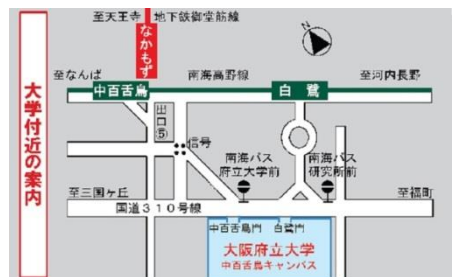 大学付近の案内
至天王寺
地下鉄御堂筋線
なかもず
N
至なんば
南海高野線
至河内長野
中百舌鳥
白鷺
出口⑤
信号
南海バス
府立大学前
南海バス
研究所前
至三国ヶ丘
至福町
国道310号線
中百舌鳥門
白鷺門
大阪府立大学
中百舌鳥キャンパス